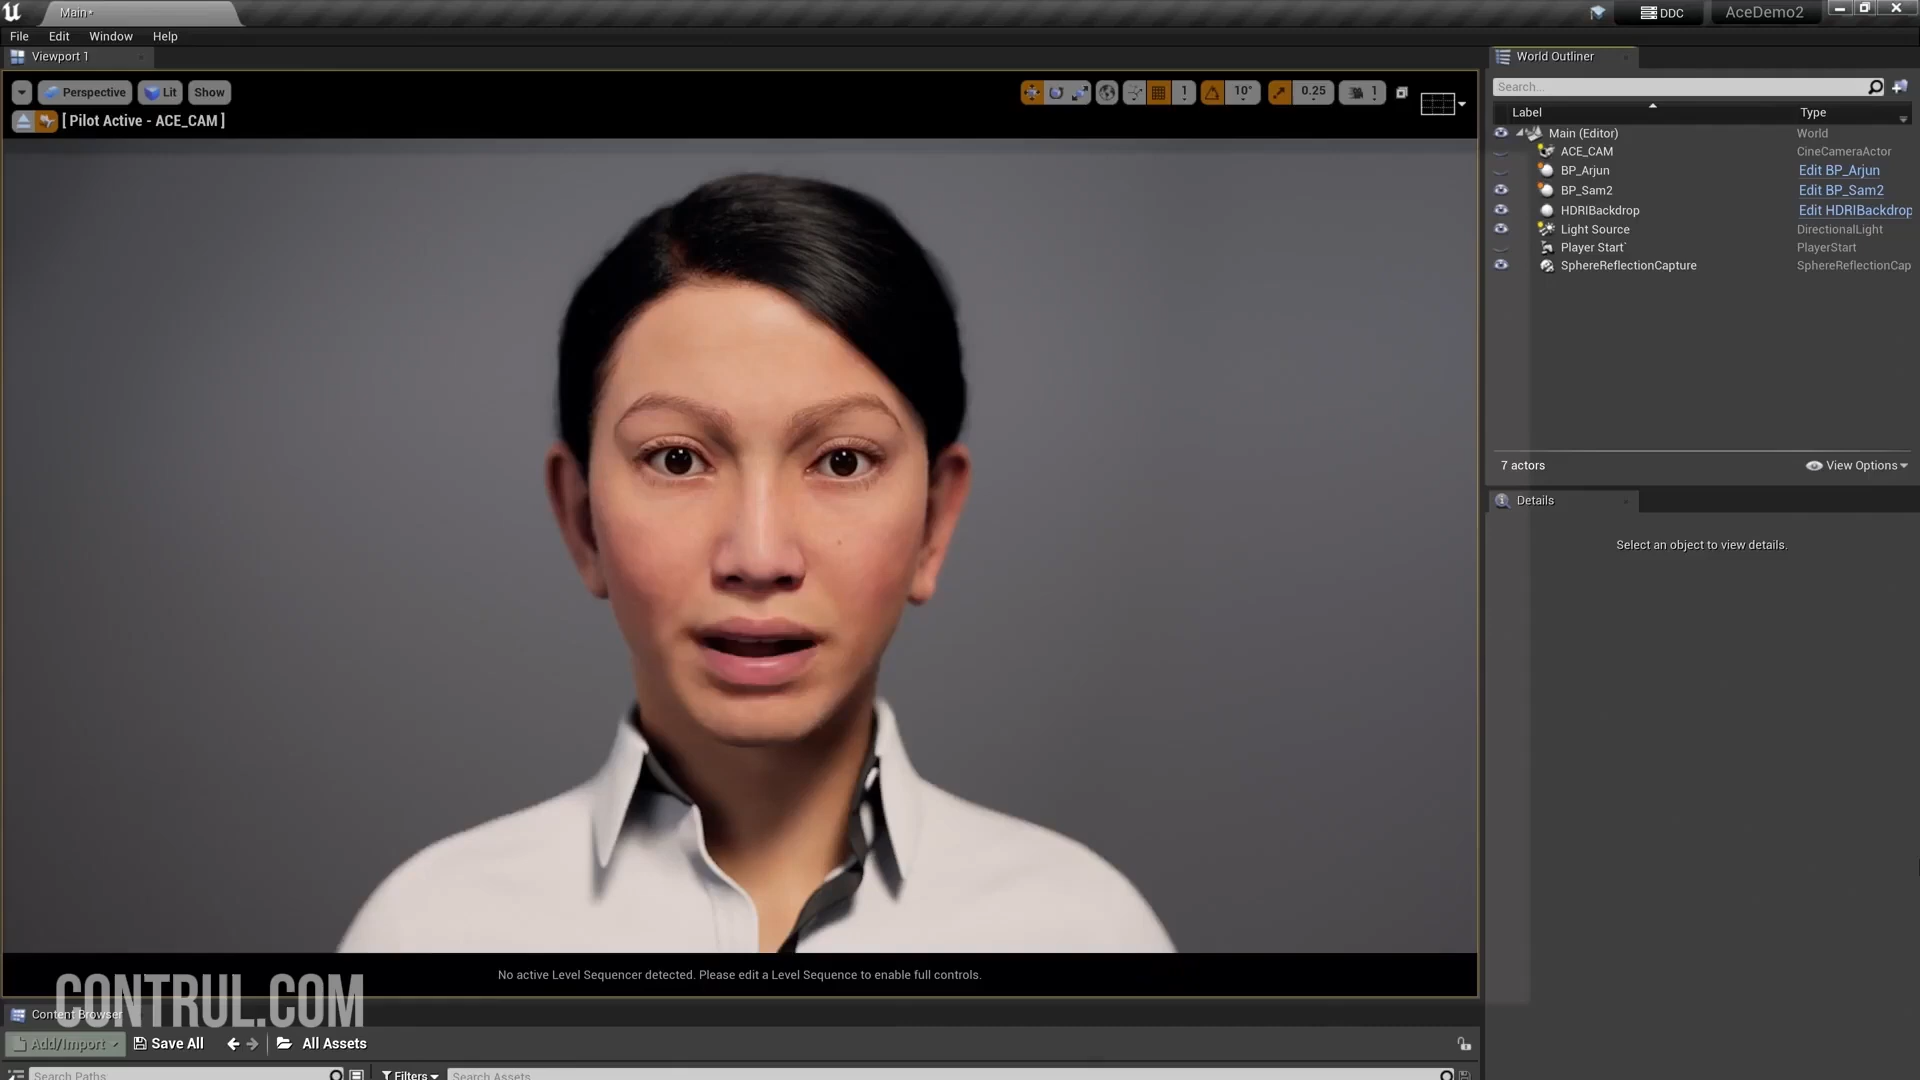 Main*
DDC
AceDemo2
File Edit Window Help
Viewport 1
World Outliner
Perspective Lit Show
1 10° 0.25 1
[ Pilot Active - ACE_CAM ]
Search...
Label Type
Main (Editor) World
ACE_CAM CineCameraActor
BP_Arjun Edit BP_Arjun
BP_Sam2 Edit BP_Sam2
HDRIBackdrop Edit HDRIBackdrop
Light Source DirectionalLight
Player Start` PlayerStart
SphereReflectionCapture SphereReflectionCap
7 actors View Options
Details
Select an object to view details.
No active Level Sequencer detected. Please edit a Level Sequence to enable full controls.
CONTRUL.COM
Content Browser
Add/Import Save All All Assets
Search Paths Filters Search Assets